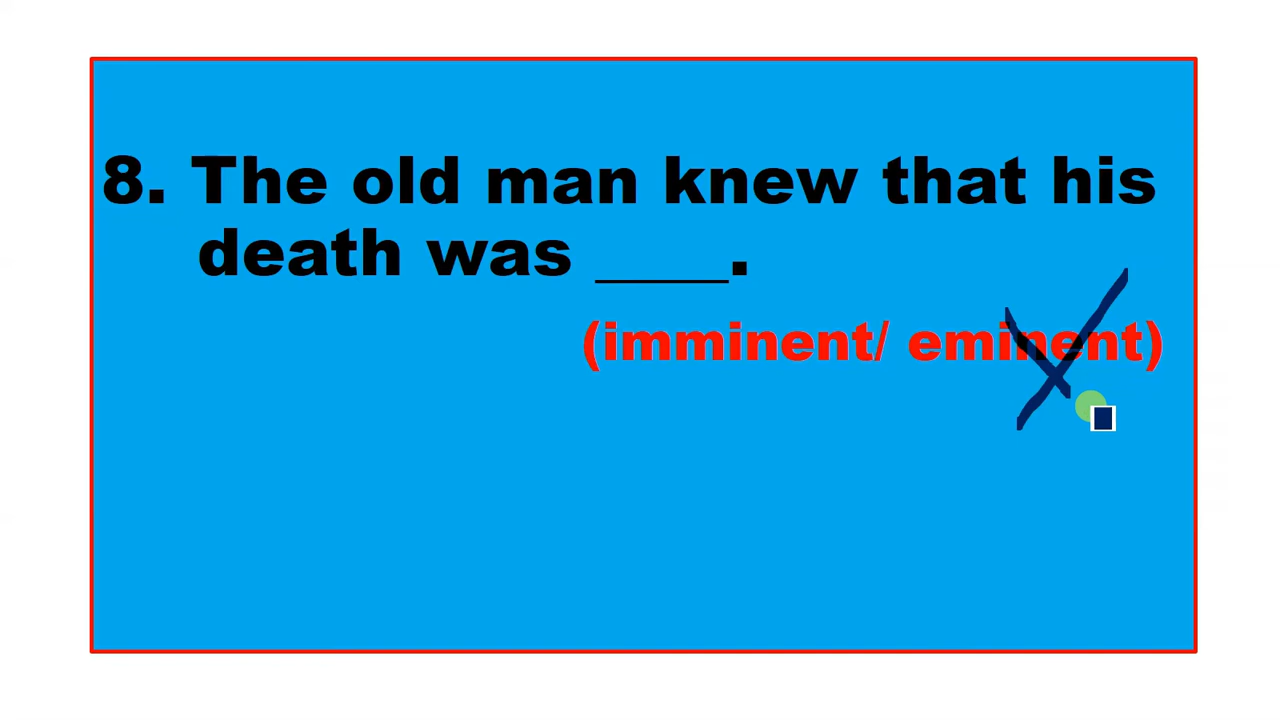 8. The old man knew that his
death was ____.
(imminent/ eminent)